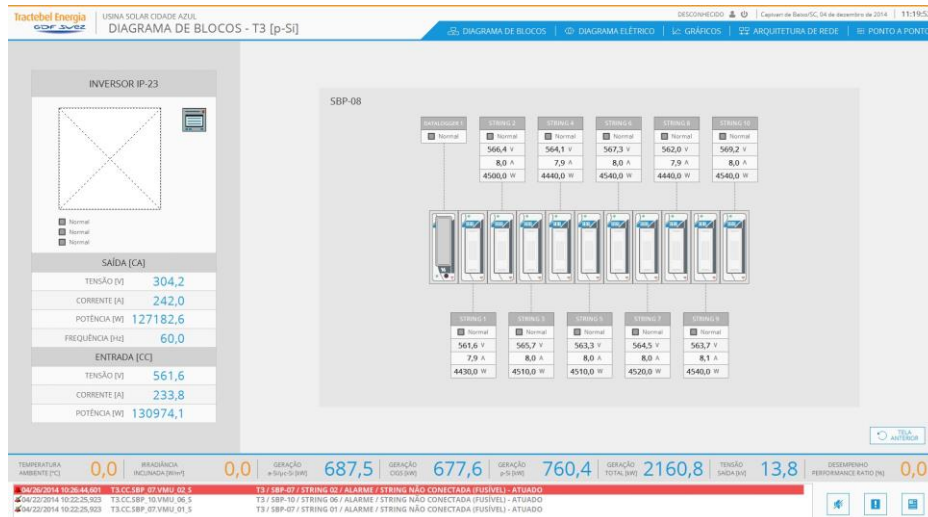 Tractebel Energia
GDF SVEZ
USINA SOLAR CIDADE AZUL
DIAGRAMA DE BLOCOS - T3 [p-Si]
DESCONHECIDO
Capivari de Baixo/SC, 04 de dezembro de 2014
11:19:52
DIAGRAMA DE BLOCOS
DIAGRAMA ELÉTRICO
GRÁFICOS
ARQUITETURA DE REDE
PONTO A PONTO
INVERSOR IP-23
Normal
Normal
Normal
SAÍDA [CA]
TENSÃO [V] 304,2
CORRENTE [A] 242,0
POTÊNCIA [W] 127182,6
FREQUÊNCIA [Hz] 60,0
ENTRADA [CC]
TENSÃO [V] 561,6
CORRENTE [A] 233,8
POTÊNCIA [W] 130974,1
SBP-08
DATALOGGER 1 STRING 2 STRING 4 STRING 6 STRING 8 STRING 10
Normal Normal Normal Normal Normal Normal
566,4 V 564,1 V 567,3 V 562,0 V 569,2 V
8,0 A 7,9 A 8,0 A 7,9 A 8,0 A
4500,0 W 4440,0 W 4540,0 W 4440,0 W 4540,0 W
STRING 1 STRING 3 STRING 5 STRING 7 STRING 9
Normal Normal Normal Normal Normal
561,6 V 565,7 V 563,3 V 564,5 V 563,7 V
7,9 A 8,0 A 8,0 A 8,0 A 8,1 A
4430,0 W 4510,0 W 4510,0 W 4520,0 W 4540,0 W
TELA
ANTERIOR
TEMPERATURA
AMBIENTE [°C] 0,0
IRRADIÂNCIA
INCLINADA [W/m²] 0,0
GERAÇÃO
a-Si/µc-Si [kW] 687,5
GERAÇÃO
CIGS [kW] 677,6
GERAÇÃO
p-Si [kW] 760,4
GERAÇÃO
TOTAL [kW] 2160,8
TENSÃO
SAÍDA [kV] 13,8
DESEMPENHO
PERFORMANCE RATIO [%] 0,0
04/26/2014 10:26:44,601 T3.CC.SBP_07.VMU_02_S T3 / SBP-07 / STRING 02 / ALARME / STRING NÃO CONECTADA (FUSÍVEL) - ATUADO
04/22/2014 10:22:25,923 T3.CC.SBP_10.VMU_06_S T3 / SBP-10 / STRING 06 / ALARME / STRING NÃO CONECTADA (FUSÍVEL) - ATUADO
04/22/2014 10:22:25,923 T3.CC.SBP_07.VMU_01_S T3 / SBP-07 / STRING 01 / ALARME / STRING NÃO CONECTADA (FUSÍVEL) - ATUADO